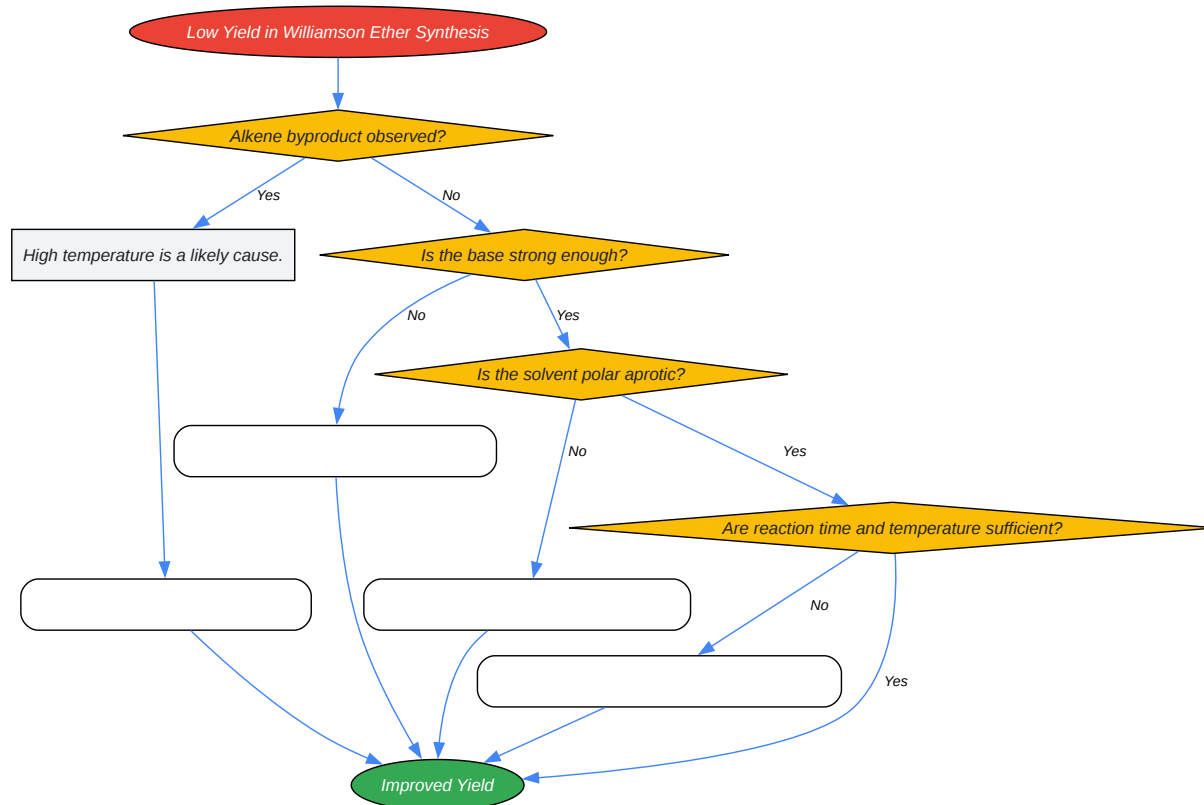 Low Yield in Williamson Ether Synthesis
Alkene byproduct observed?
Yes
No
High temperature is a likely cause.
Is the base strong enough?
No
Yes
Is the solvent polar aprotic?
No
Yes
Are reaction time and temperature sufficient?
No
Yes
Improved Yield